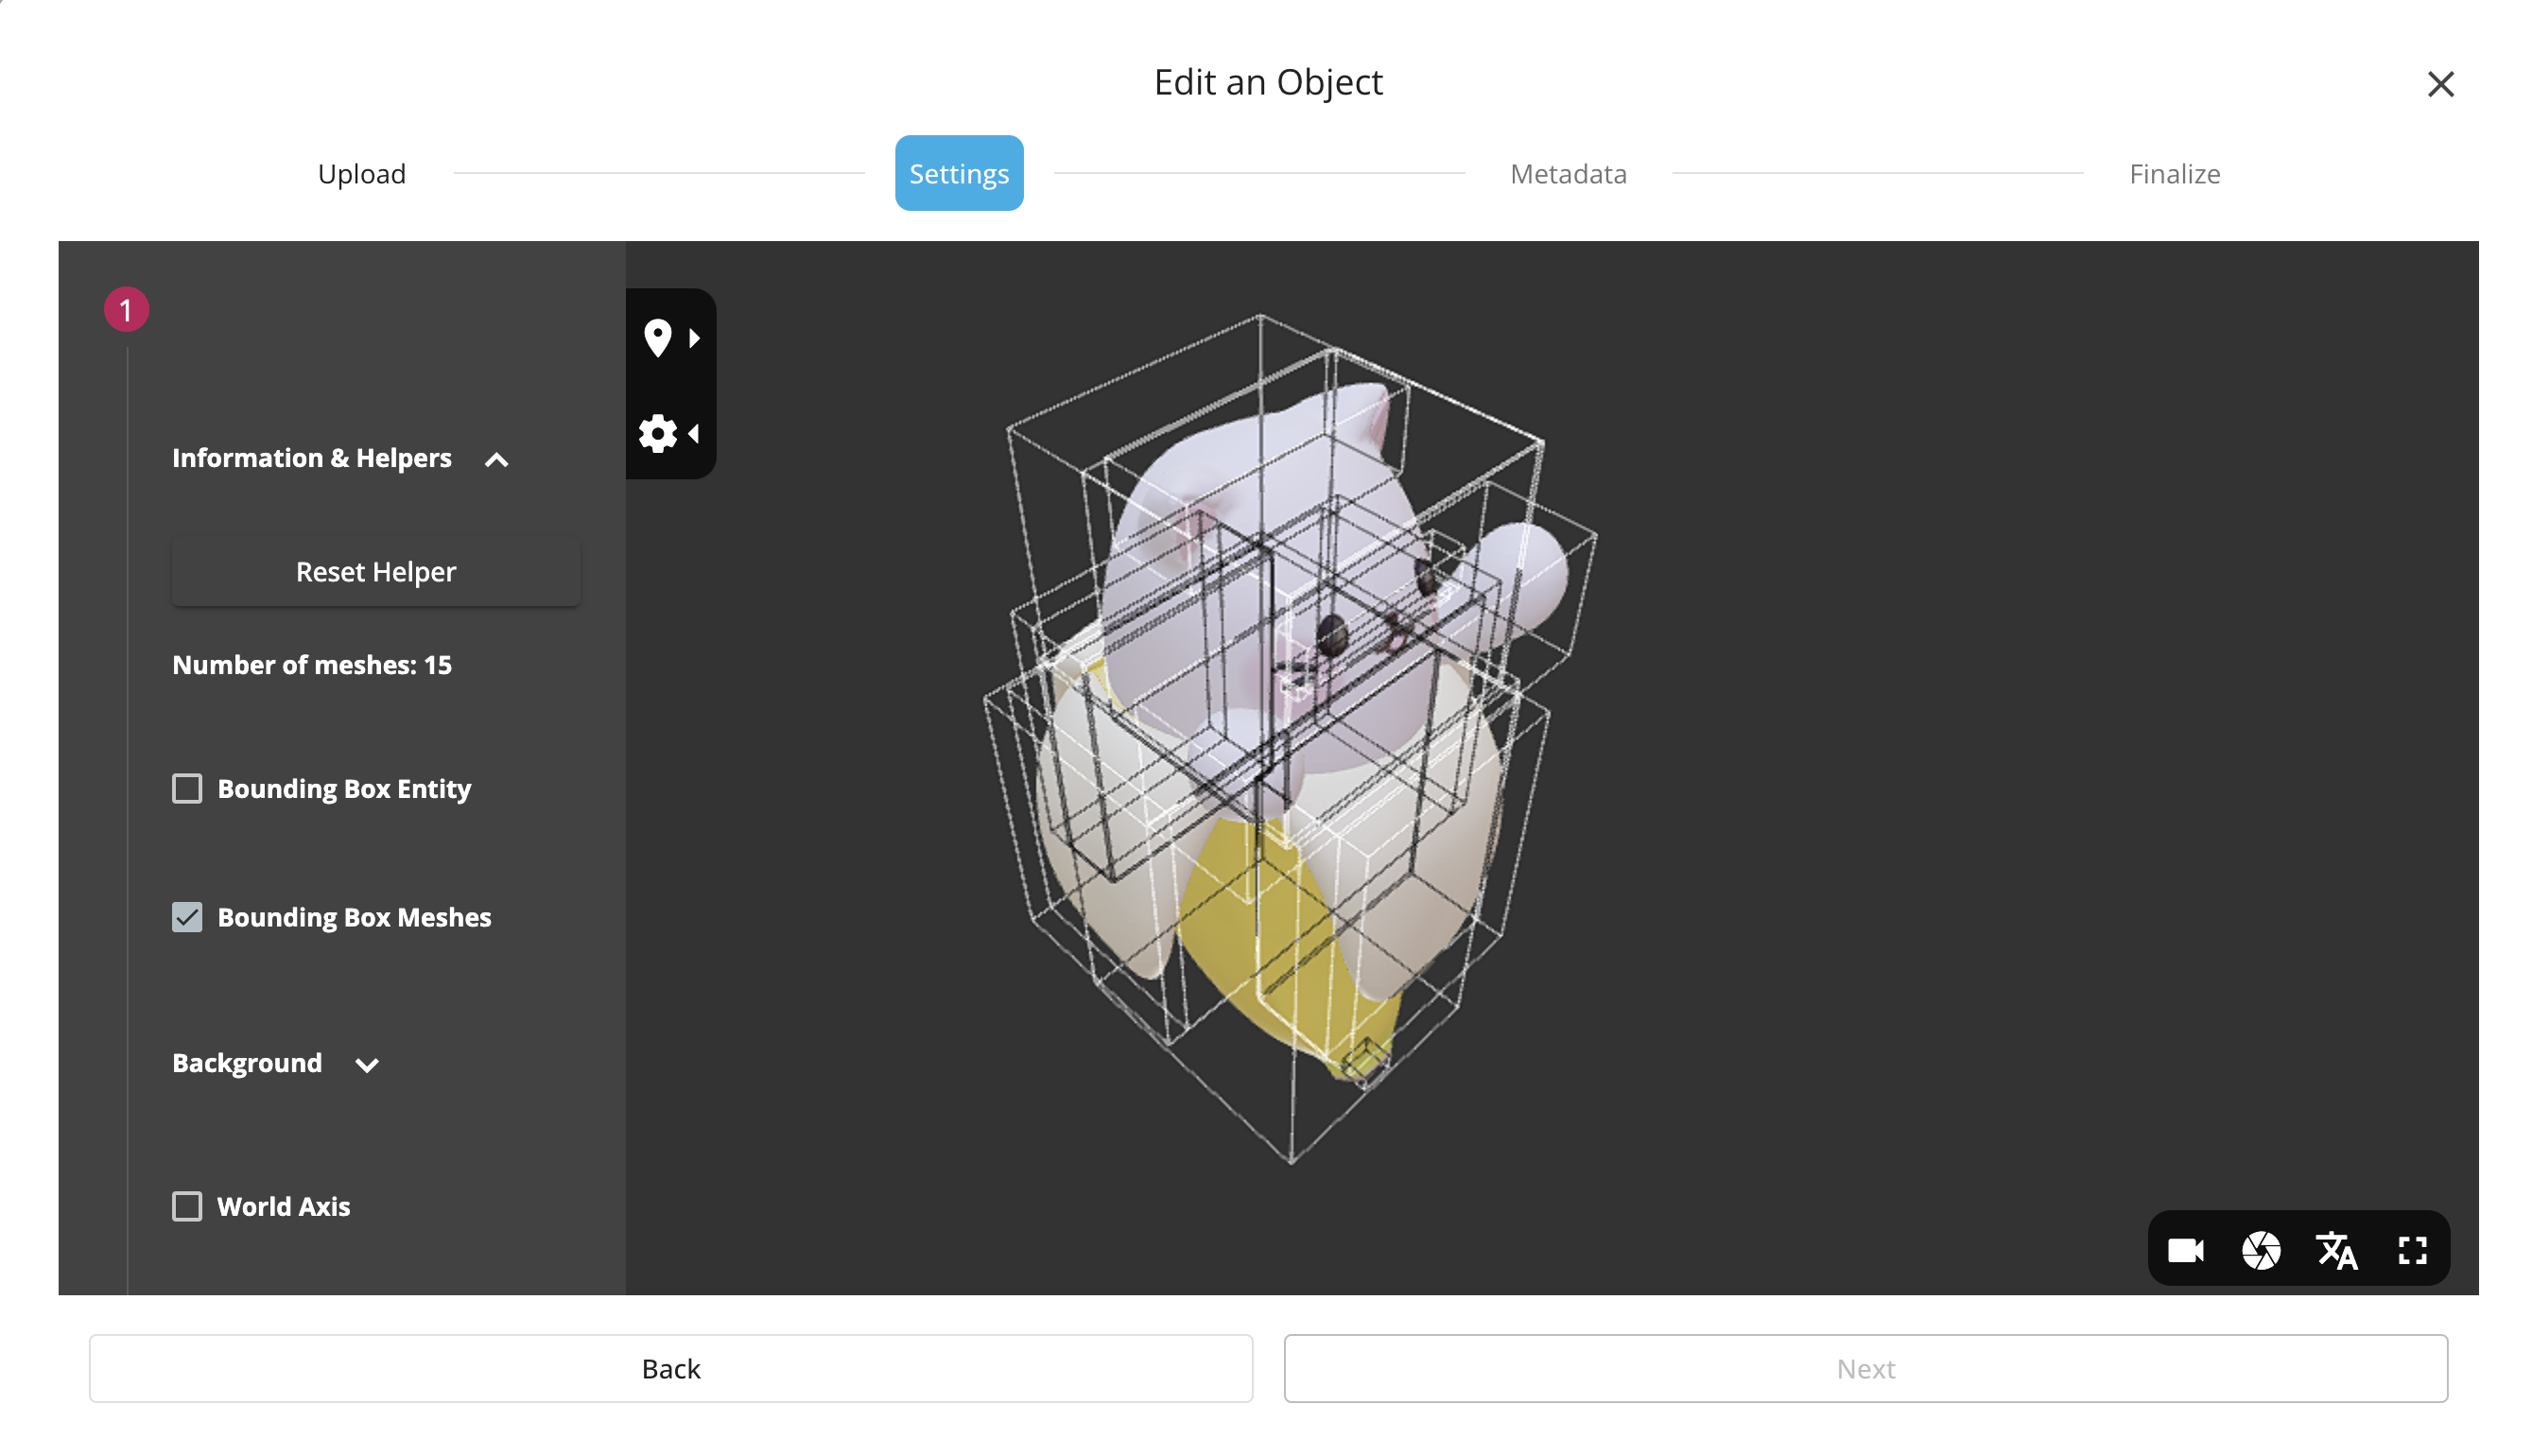 Edit an Object
Upload
Settings
Metadata
Finalize
1
Information & Helpers
Reset Helper
Number of meshes: 15
Bounding Box Entity
Bounding Box Meshes
Background
World Axis
Back
Next